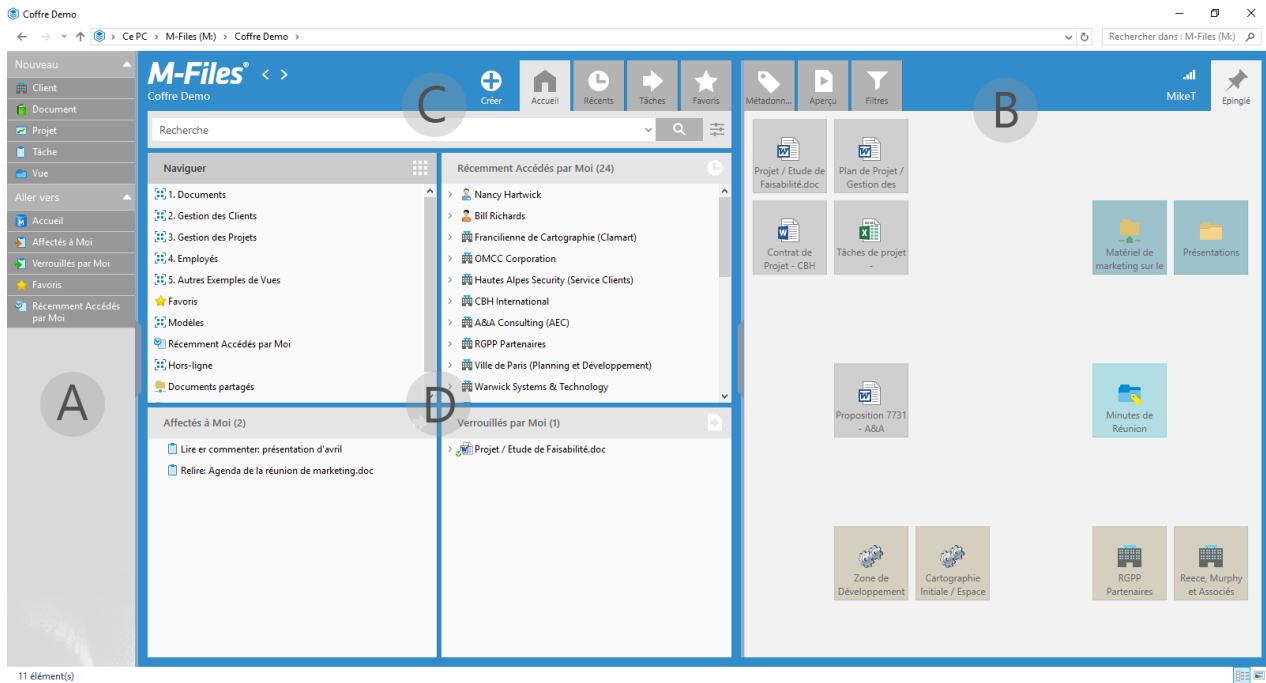 Coffre Demo
Ce PC > M-Files (M:) > Coffre Demo >
Rechercher dans : M-Files (M:)
Nouveau
Client
Document
Projet
Tâche
Vue
Aller vers
Accueil
Affectés à Moi
Verrouillés par Moi
Favoris
Récemment Accédés
par Moi
A
M-Files®
Coffre Demo
C
Créer
Accueil
Récents
Tâches
Favoris
Recherche
Naviguer
1. Documents
2. Gestion des Clients
3. Gestion des Projets
4. Employés
5. Autres Exemples de Vues
Favoris
Modèles
Récemment Accédés par Moi
Hors-ligne
Documents partagés
Récemment Accédés par Moi (24)
Nancy Hartwick
Bill Richards
Francilienne de Cartographie (Clamart)
OMCC Corporation
Hautes Alpes Security (Service Clients)
CBH International
A&A Consulting (AEC)
RGPP Partenaires
Ville de Paris (Planning et Développement)
Warwick Systems & Technology
D
Affectés à Moi (2)
Lire er commenter: présentation d'avril
Relire: Agenda de la réunion de marketing.doc
Verrouillés par Moi (1)
Projet / Etude de Faisabilité.doc
Métadonn...
Aperçu
Filtres
B
MikeT
Epinglé
Projet / Etude de
Faisabilité.doc
Plan de Projet /
Gestion des
Contrat de
Projet - CBH
Tâches de projet
-
Matériel de
marketing sur le
Présentations
Proposition 7731
- A&A
Minutes de
Réunion
Zone de
Développement
Cartographie
Initiale / Espace
RGPP
Partenaires
Reece, Murphy
et Associés
11 élément(s)